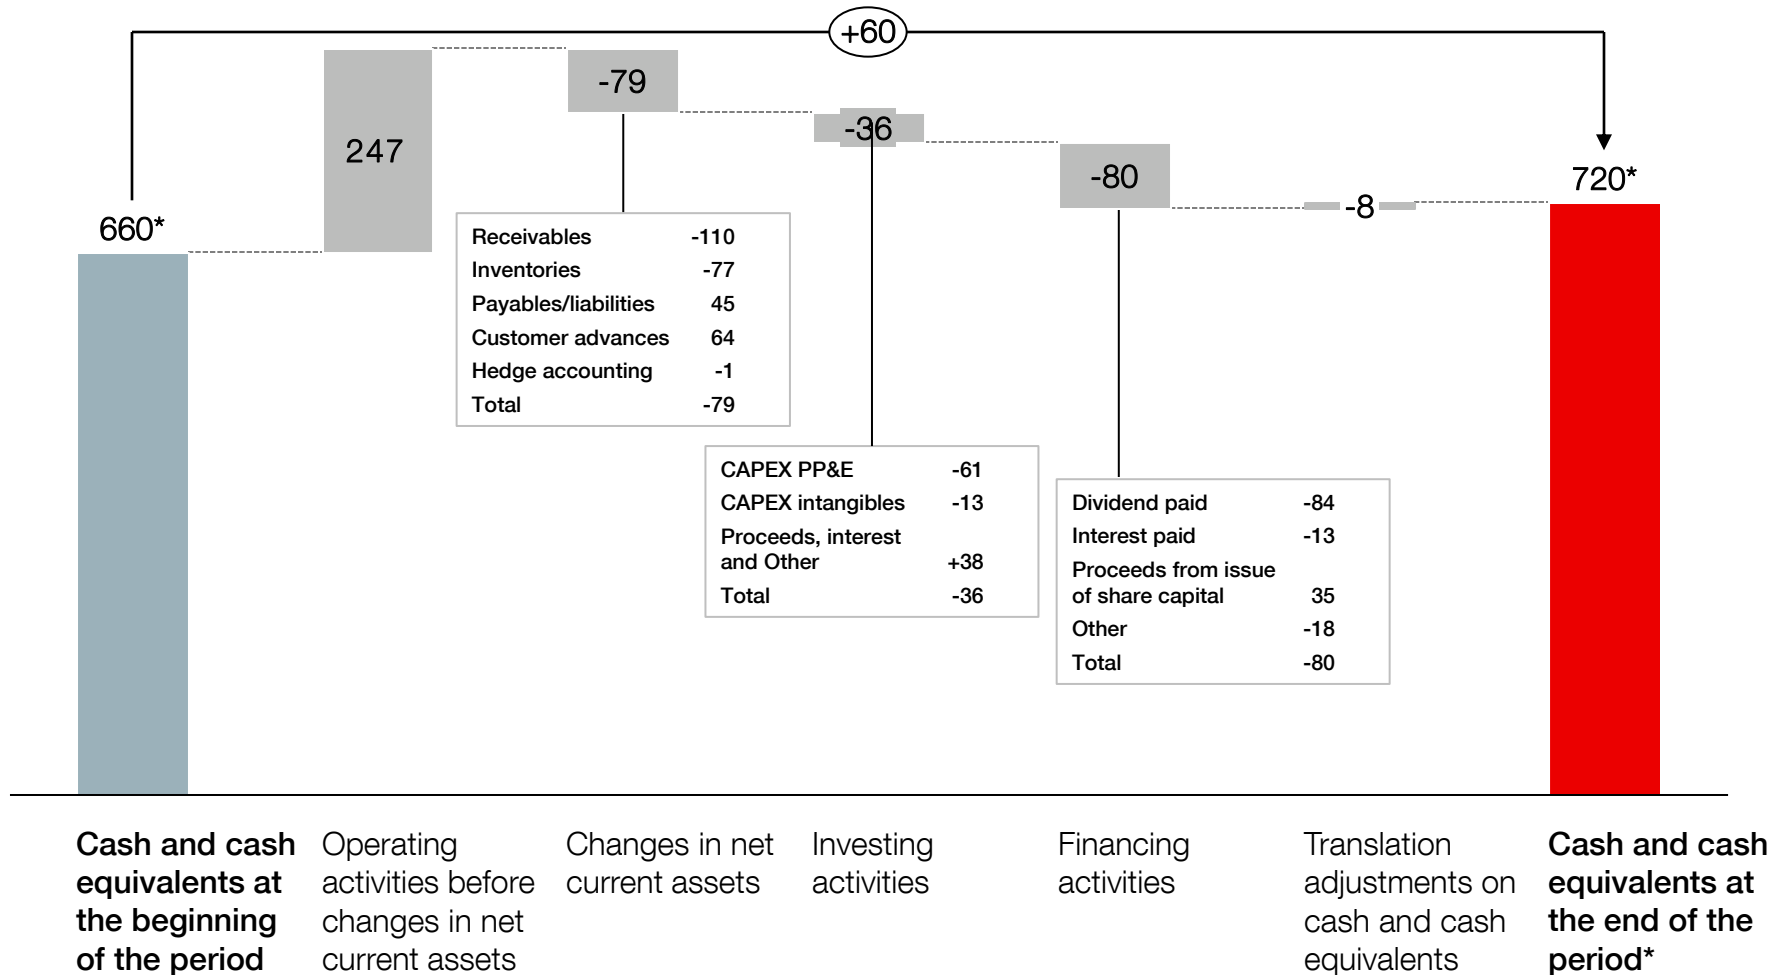 +60
247
-79
-36
-80
-8
660*
720*
Receivables -110
Inventories -77
Payables/liabilities 45
Customer advances 64
Hedge accounting -1
Total -79
CAPEX PP&E -61
CAPEX intangibles -13
Proceeds, interest
and Other +38
Total -36
Dividend paid -84
Interest paid -13
Proceeds from issue
of share capital 35
Other -18
Total -80
Cash and cash
equivalents at
the beginning
of the period
Operating
activities before
changes in net
current assets
Changes in net
current assets
Investing
activities
Financing
activities
Translation
adjustments on
cash and cash
equivalents
Cash and cash
equivalents at
the end of the
period*